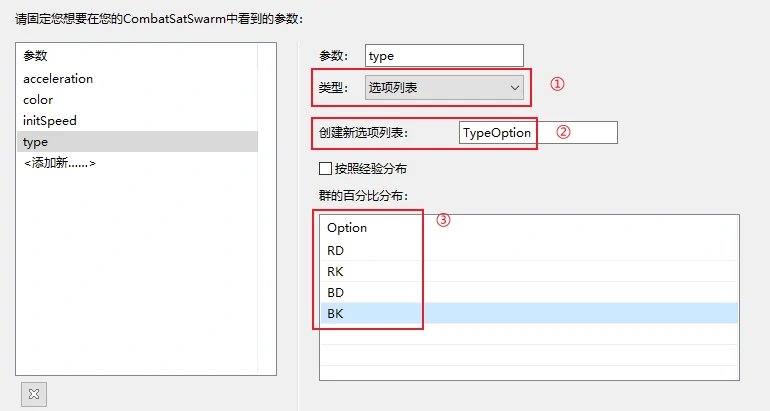 请固定您想要在您的CombatSatSwarm中看到的参数：
参数
acceleration
color
initSpeed
type
<添加新……>
参数： type
类型： 选项列表 ①
创建新选项列表： TypeOption ②
按照经验分布
群的百分比分布：
Option ③
RD
RK
BD
BK